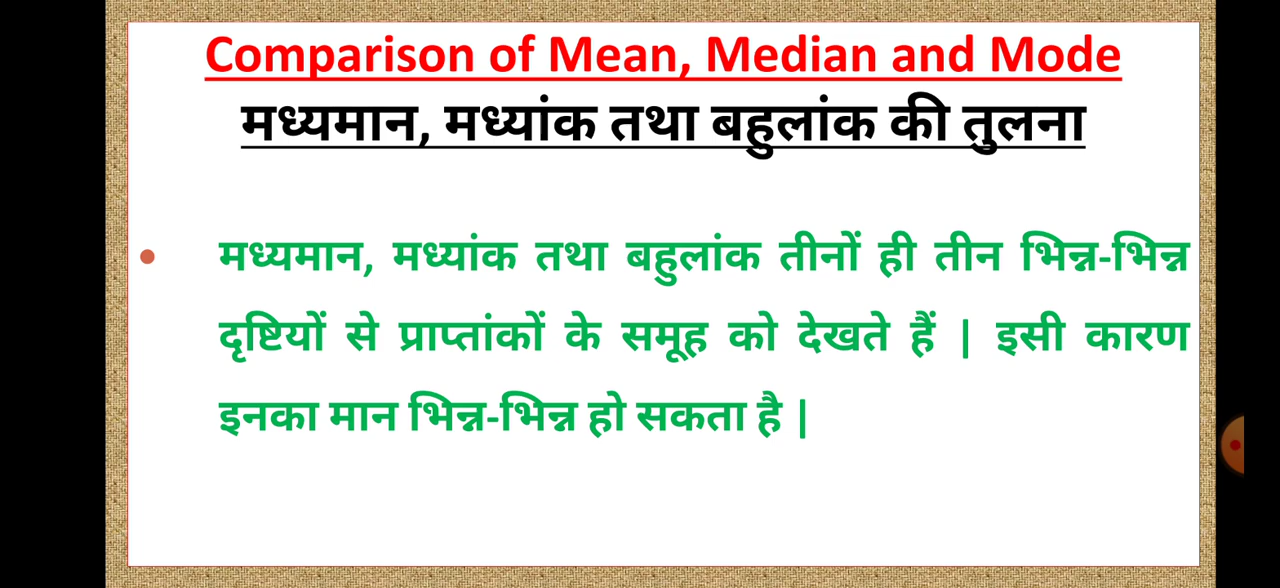 Comparison of Mean, Median and Mode
मध्यमान, मध्यांक तथा बहुलांक की तुलना
• मध्यमान, मध्यांक तथा बहुलांक तीनों ही तीन भिन्न-भिन्न
दृष्टियों से प्राप्तांकों के समूह को देखते हैं | इसी कारण
इनका मान भिन्न-भिन्न हो सकता है |